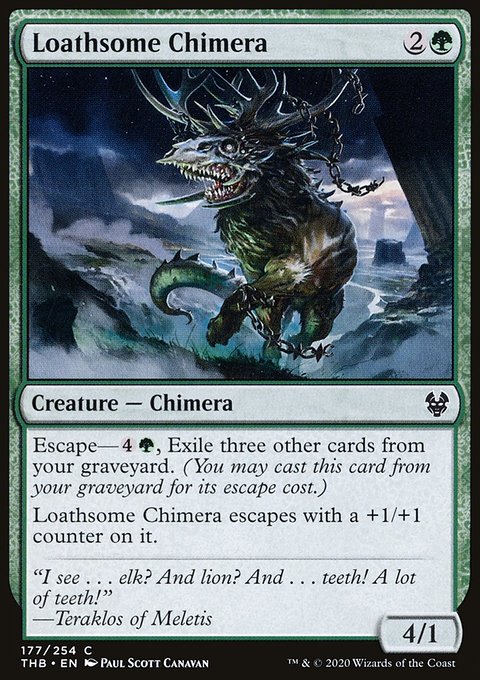 Loathsome Chimera 2
Creature — Chimera
Escape—4 , Exile three other cards from
your graveyard. (You may cast this card from
your graveyard for its escape cost.)
Loathsome Chimera escapes with a +1/+1
counter on it.
“I see . . . elk? And lion? And . . . teeth! A lot
of teeth!”
—Teraklos of Meletis
4/1
177/254 C
THB • EN Paul Scott Canavan
™ & © 2020 Wizards of the Coast